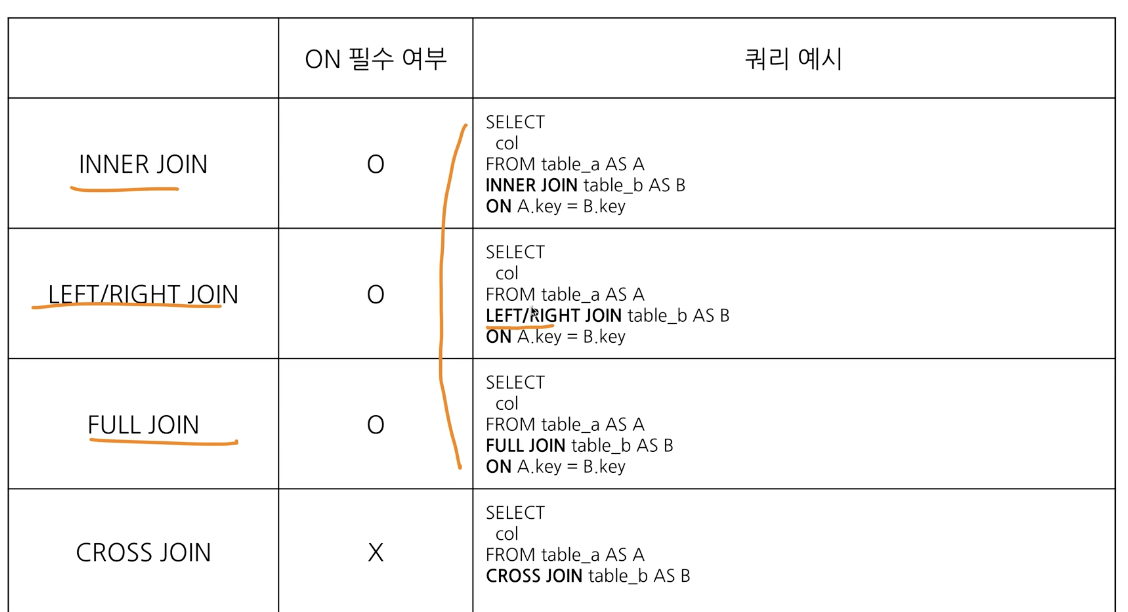 ON 필수 여부
쿼리 예시
INNER JOIN
O
SELECT
col
FROM table_a AS A
INNER JOIN table_b AS B
ON A.key = B.key
LEFT/RIGHT JOIN
O
SELECT
col
FROM table_a AS A
LEFT/RIGHT JOIN table_b AS B
ON A.key = B.key
FULL JOIN
O
SELECT
col
FROM table_a AS A
FULL JOIN table_b AS B
ON A.key = B.key
CROSS JOIN
X
SELECT
col
FROM table_a AS A
CROSS JOIN table_b AS B